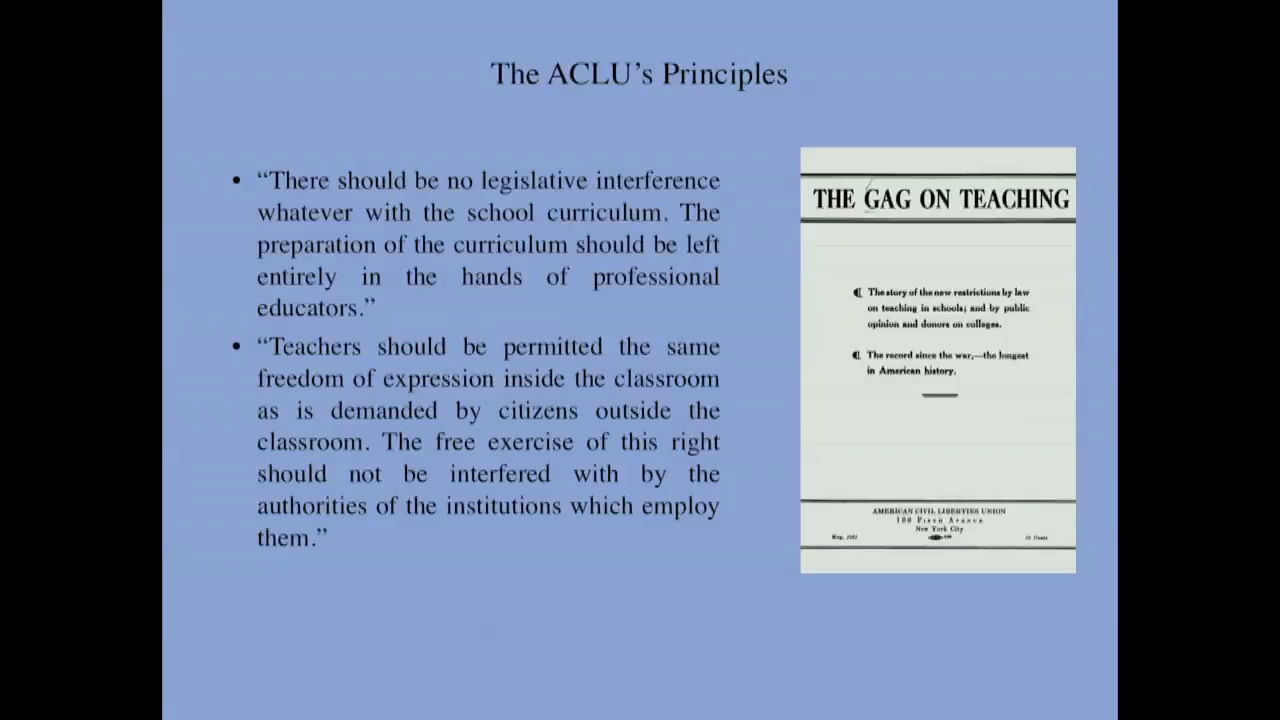 The ACLU’s Principles
• “There should be no legislative interference
whatever with the school curriculum. The
preparation of the curriculum should be left
entirely in the hands of professional
educators.”
• “Teachers should be permitted the same
freedom of expression inside the classroom
as is demanded by citizens outside the
classroom. The free exercise of this right
should not be interfered with by the
authorities of the institutions which employ
them.”
THE GAG ON TEACHING
The story of the new restrictions by law
on teaching in schools; and by public
opinion and donors on colleges.
The record since the war,—the longest
in American history.
AMERICAN CIVIL LIBERTIES UNION
100 Fifth Avenue
New York City
May, 1931
Cents